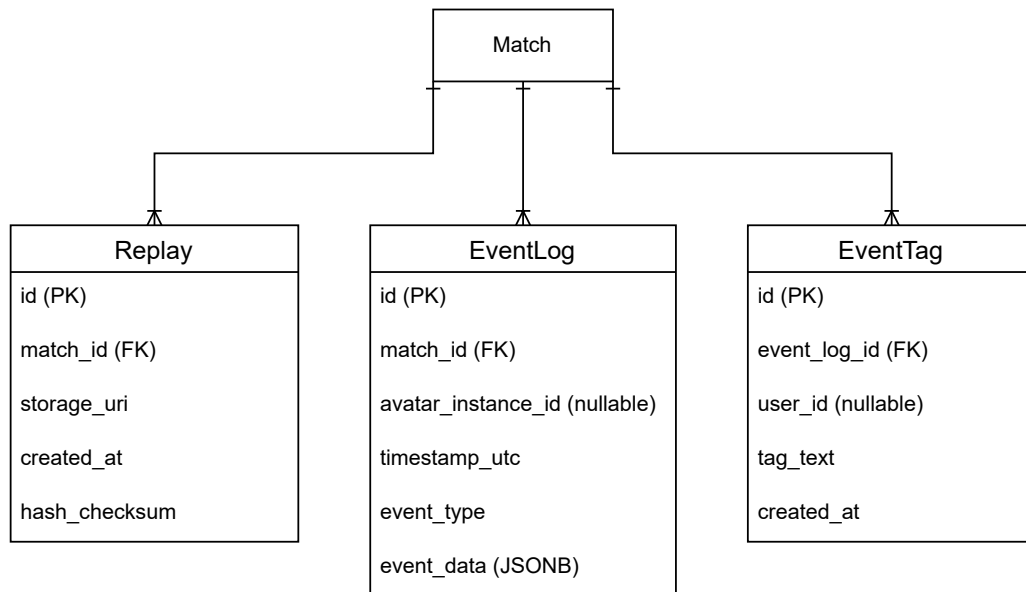 Match
Replay
id (PK)
match_id (FK)
storage_uri
created_at
hash_checksum
EventLog
id (PK)
match_id (FK)
avatar_instance_id (nullable)
timestamp_utc
event_type
event_data (JSONB)
EventTag
id (PK)
event_log_id (FK)
user_id (nullable)
tag_text
created_at